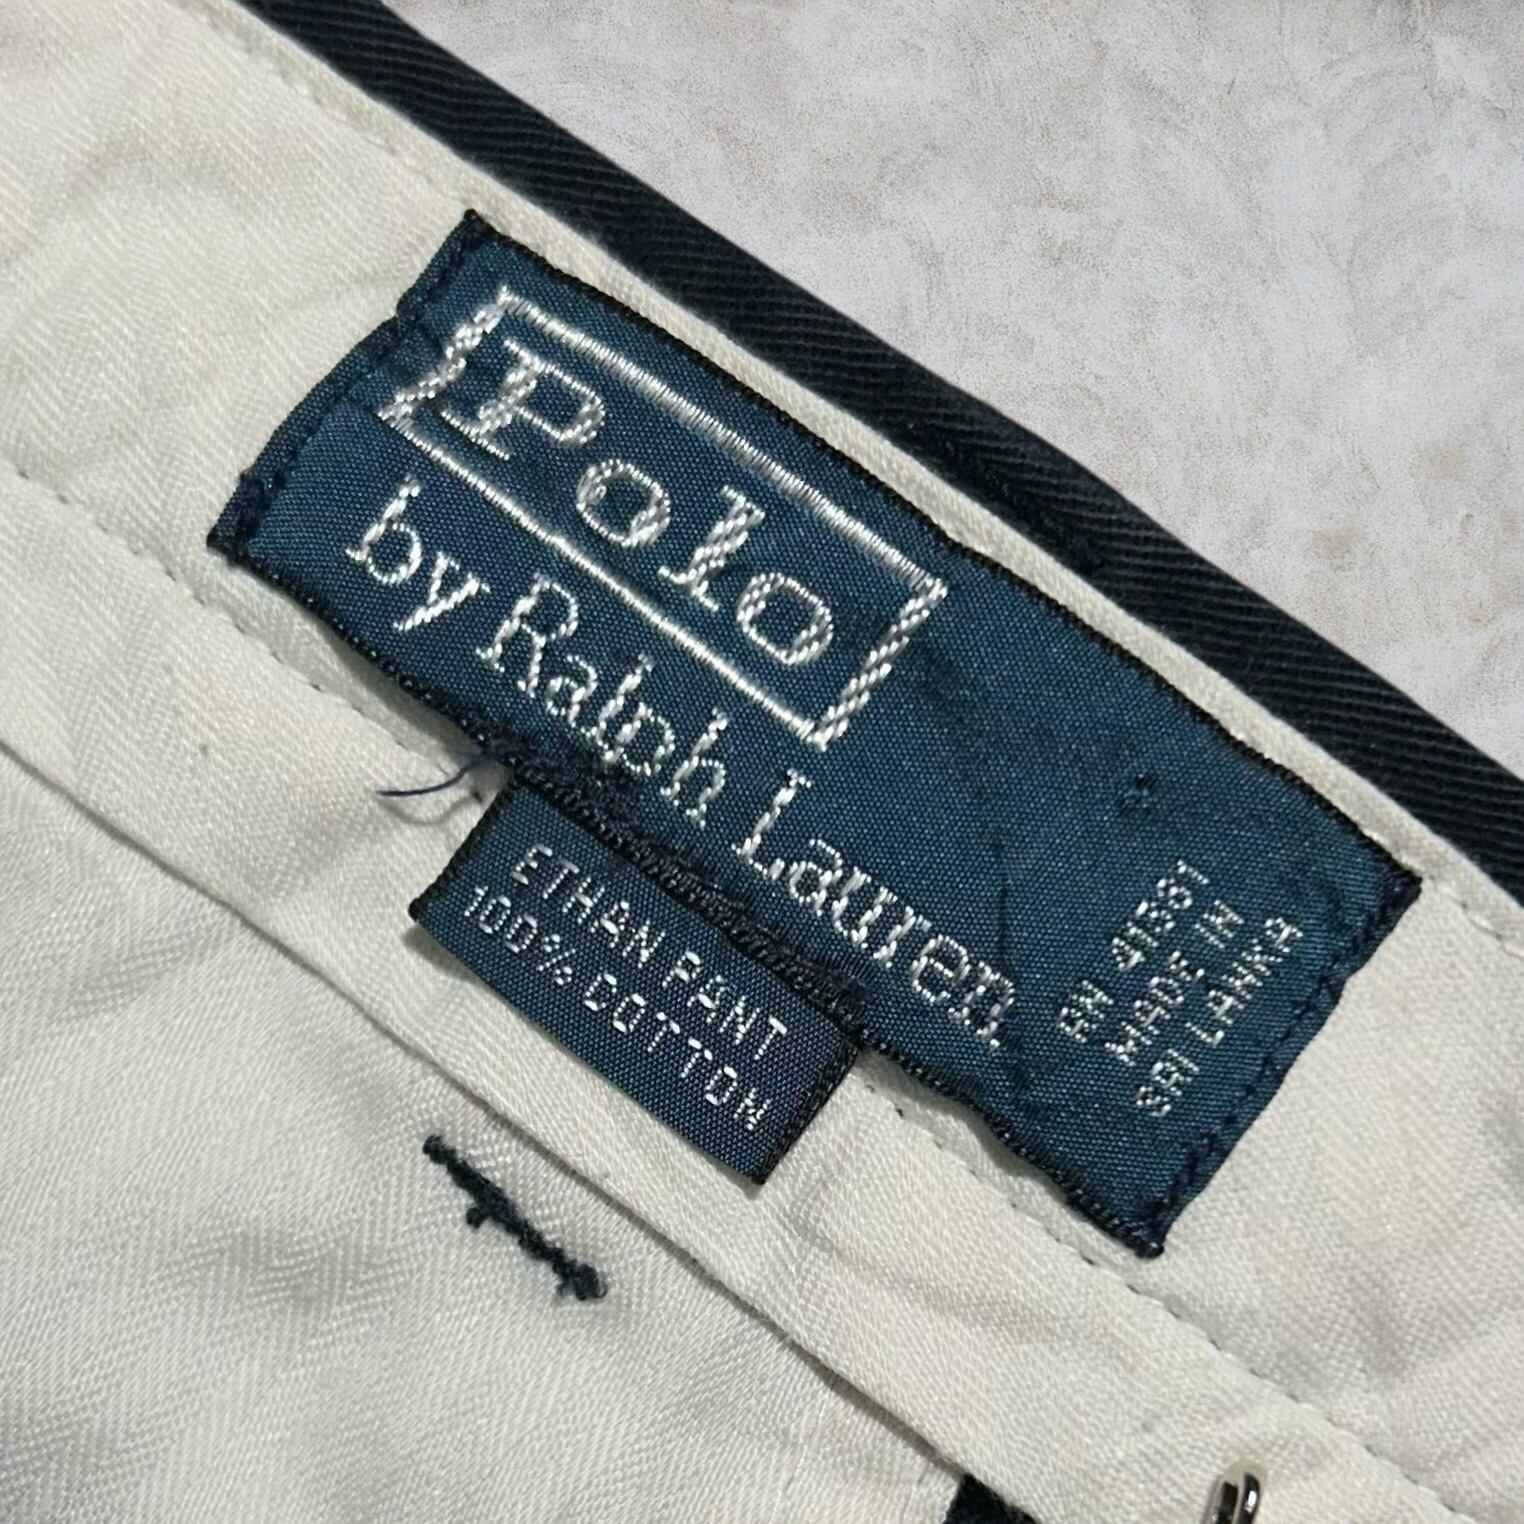 Polo
by Ralph Lauren
RN 41381
MADE IN
SRI LANKA
ETHAN PANT
100% COTTON